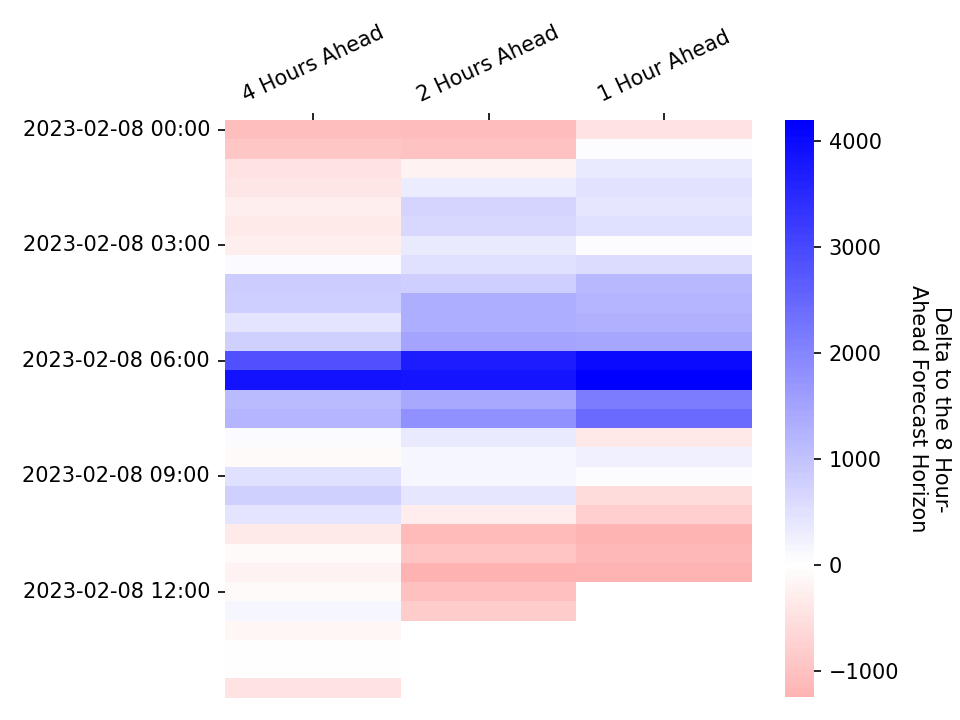 4 Hours Ahead
2 Hours Ahead
1 Hour Ahead
2023-02-08 00:00
2023-02-08 03:00
2023-02-08 06:00
2023-02-08 09:00
2023-02-08 12:00
4000
3000
2000
1000
0
−1000
Delta to the 8 Hour-
Ahead Forecast Horizon